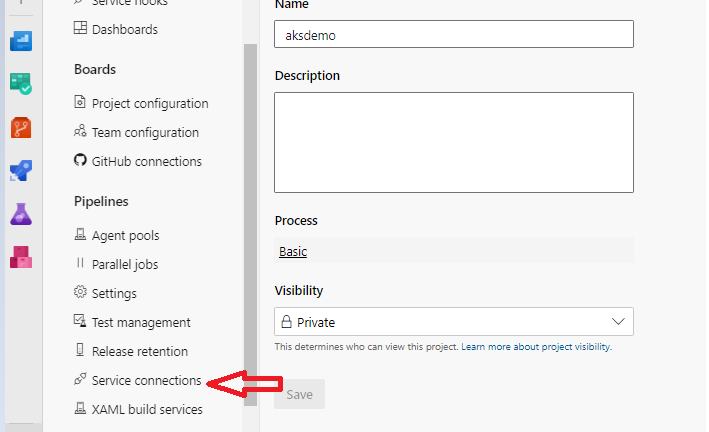 Service hooks
Dashboards
Boards
Project configuration
Team configuration
GitHub connections
Pipelines
Agent pools
Parallel jobs
Settings
Test management
Release retention
Service connections
XAML build services
Name
aksdemo
Description
Process
Basic
Visibility
Private
This determines who can view this project. Learn more about project visibility.
Save